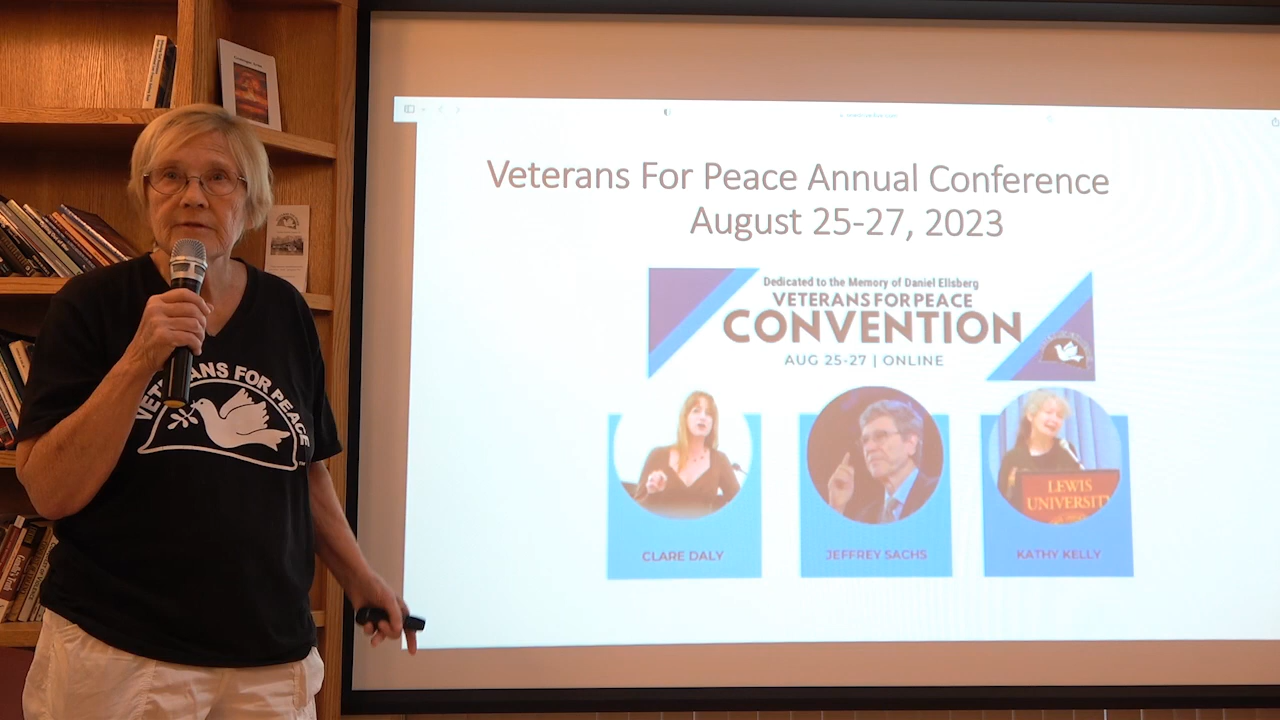 Veterans For Peace Annual Conference
August 25-27, 2023
Dedicated to the Memory of Daniel Ellsberg
VETERANS FOR PEACE
CONVENTION
AUG 25-27 | ONLINE
LEWIS
UNIVERSITY
CLARE DALY
JEFFREY SACHS
KATHY KELLY
VETERANS FOR PEACE